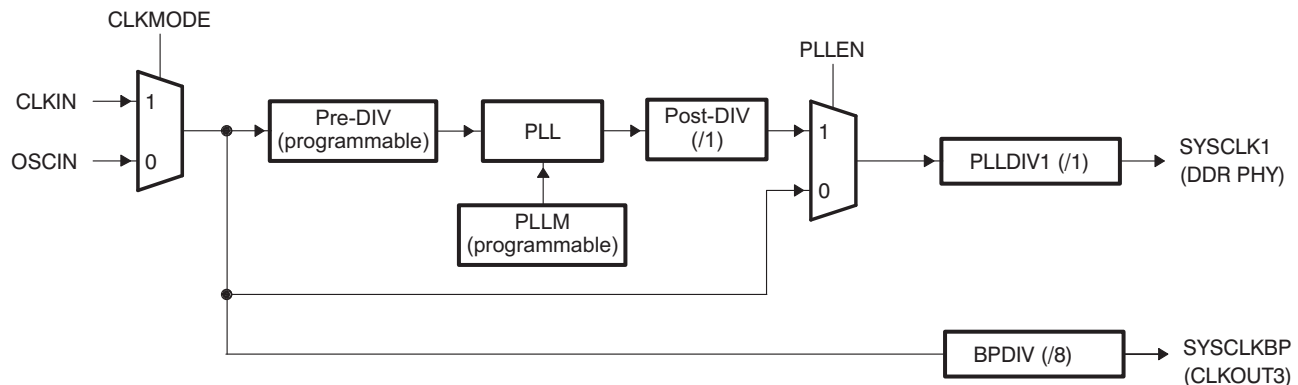 CLKMODE
PLLEN
CLKIN
1
OSCIN
0
Pre-DIV
(programmable)
PLL
Post-DIV
(/1)
1
0
PLLDIV1 (/1)
SYSCLK1
(DDR PHY)
PLLM
(programmable)
BPDIV (/8)
SYSCLKBP
(CLKOUT3)